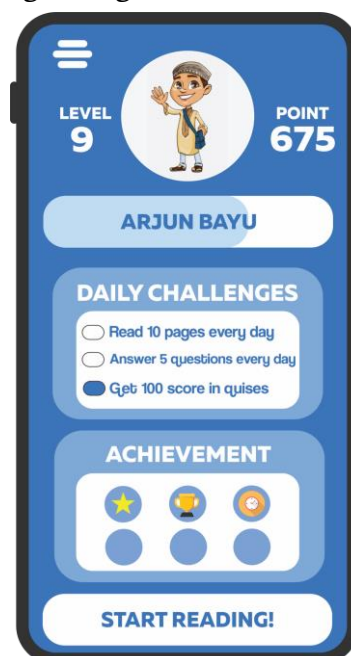 LEVEL
9
POINT
675
ARJUN BAYU
DAILY CHALLENGES
Read 10 pages every day
Answer 5 questions every day
Get 100 score in quises
ACHIEVEMENT
START READING!